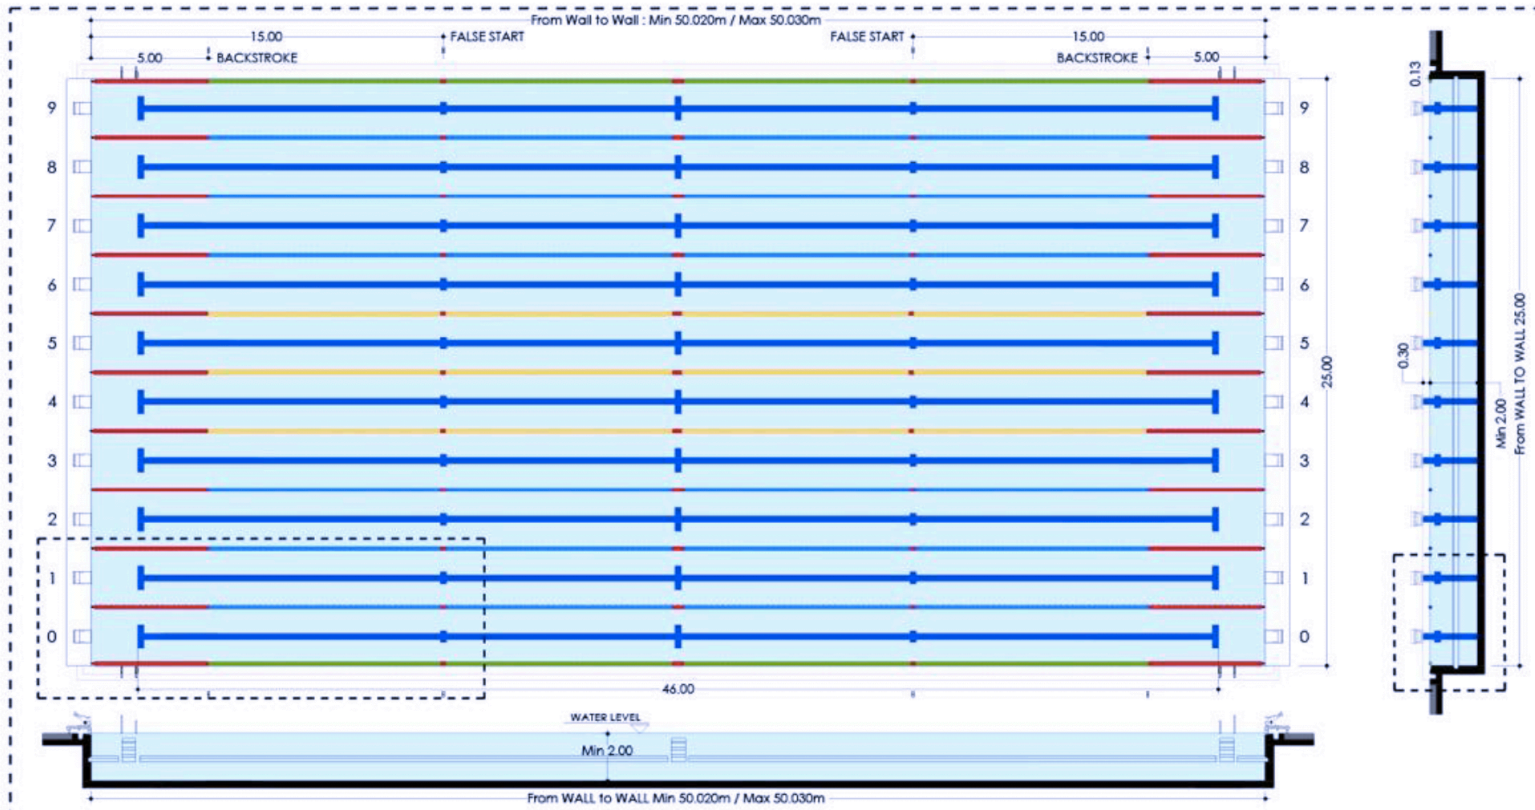 From Wall to Wall : Min 50.020m / Max 50.030m
15.00 FALSE START FALSE START 15.00
5.00 BACKSTROKE BACKSTROKE 5.00
9 9
8 8
7 7
6 6
5 5
4 4
3 3
2 2
1 1
0 0
25.00
46.00
WATER LEVEL
Min 2.00
From WALL to WALL Min 50.020m / Max 50.030m
0.13
0.30
Min 2.00
From WALL TO WALL 25.00